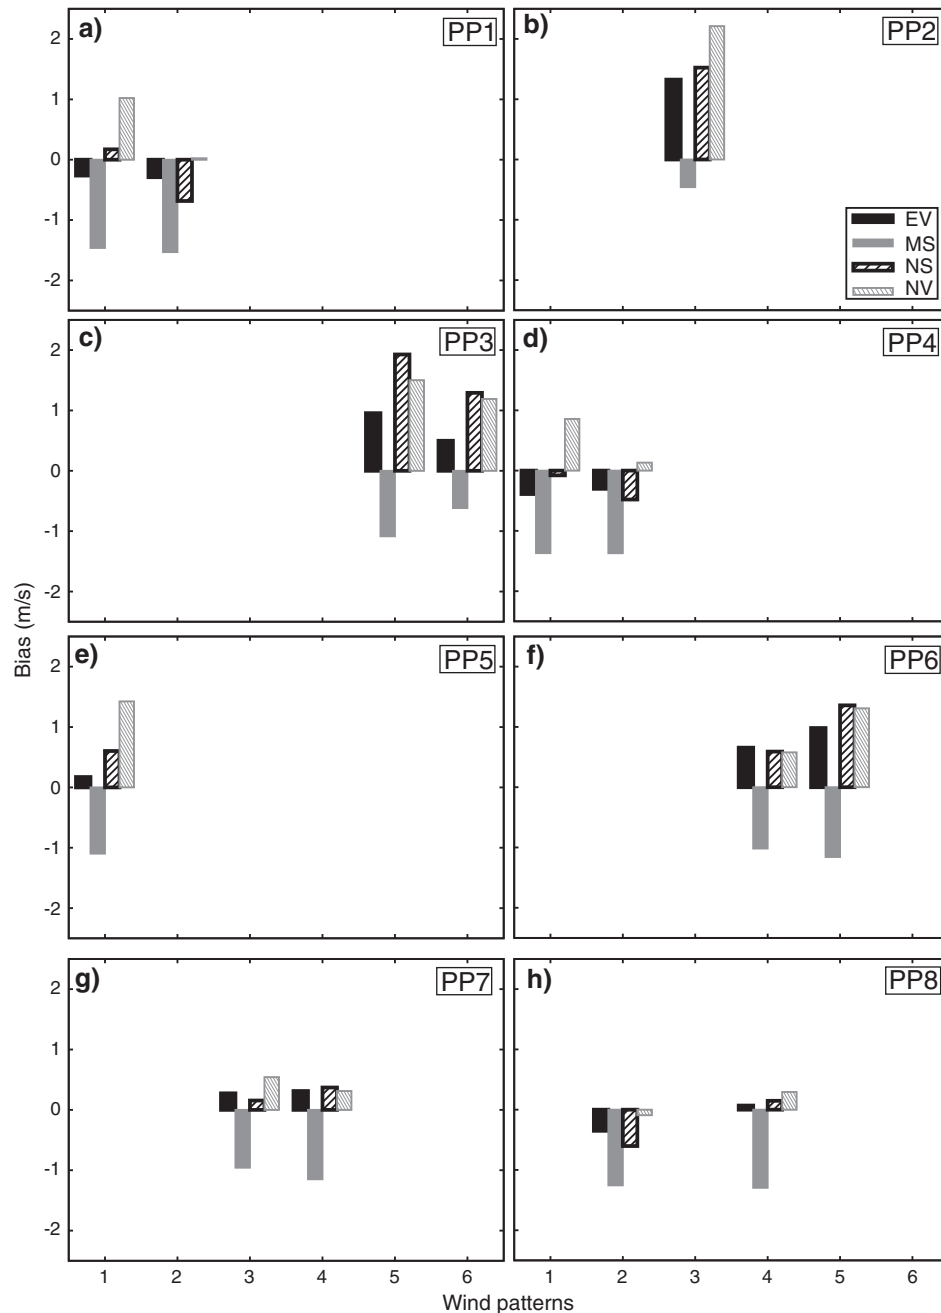 a) PP1
b) PP2
2
1
0
-1
-2
EV
MS
NS
NV
c) PP3
d) PP4
2
1
0
-1
-2
Bias (m/s)
e) PP5
f) PP6
2
1
0
-1
-2
g) PP7
h) PP8
2
1
0
-1
-2
1 2 3 4 5 6 1 2 3 4 5 6
Wind patterns